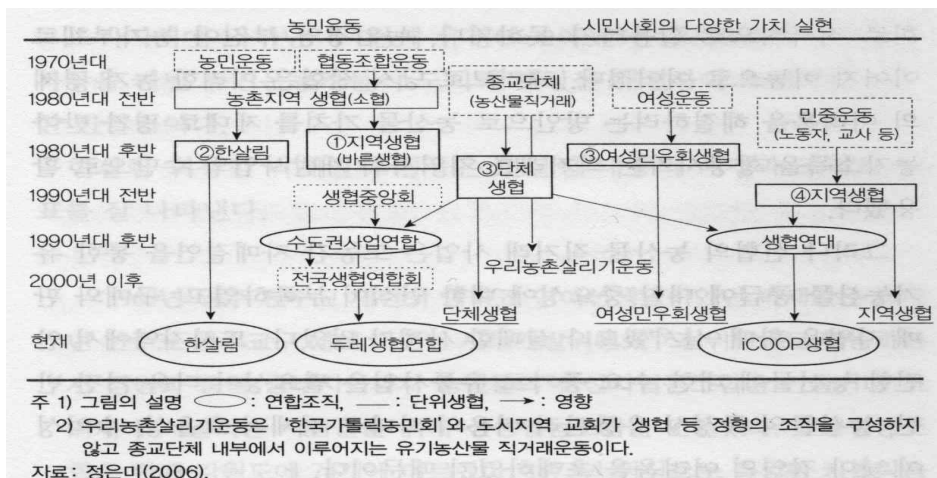 농민운동 시민사회의 다양한 가치 실현
1970년대 농민운동 협동조합운동
종교단체
(농산물직거래)
1980년대 전반 농촌지역 생협(소협) 여성운동
민중운동
(노동자, 교사 등)
1980년대 후반 ②한살림 ①지역생협
(바른생협)
③단체
생협
③여성민우회생협
1990년대 전반 생협중앙회 ④지역생협
1990년대 후반 수도권사업연합 생협연대
우리농촌살리기운동
2000년 이후 전국생협연합회
단체생협 여성민우회생협 지역생협
현재 한살림 두레생협연합 iCOOP생협
주 1) 그림의 설명 : 연합조직, : 단위생협, → : 영향
2) 우리농촌살리기운동은 '한국가톨릭농민회'와 도시지역 교회가 생협 등 정형의 조직을 구성하지
않고 종교단체 내부에서 이루어지는 유기농산물 직거래운동이다.
자료: 정은미(2006).